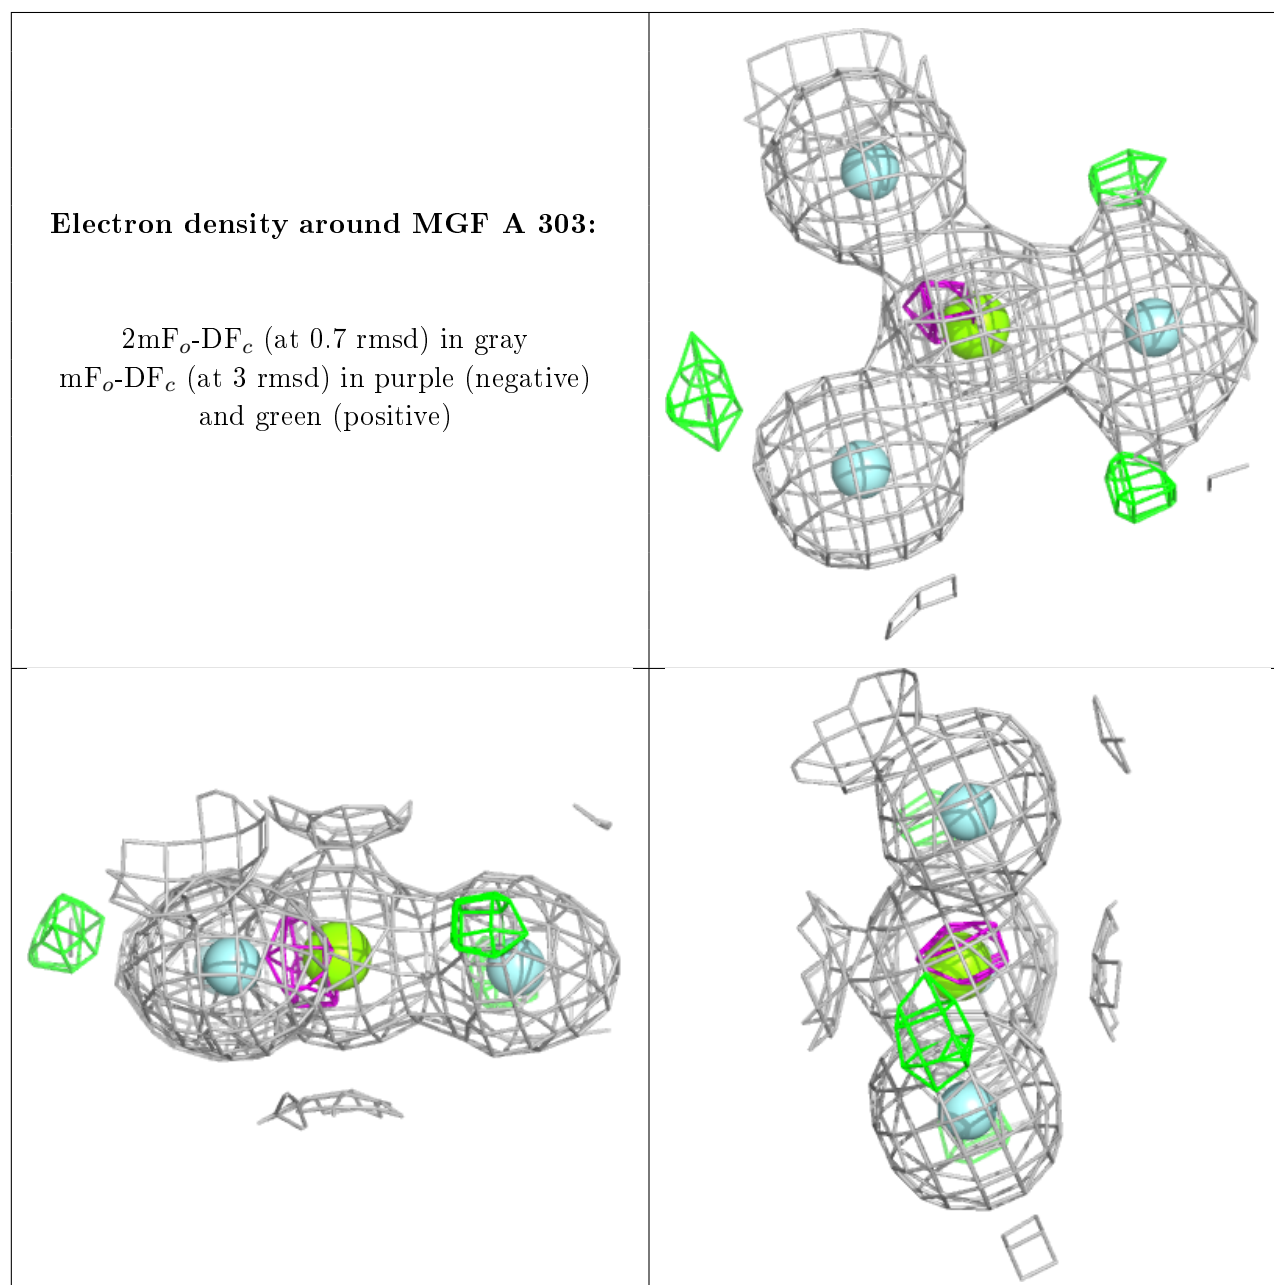 Electron density around MGF A 303:
2mFo-DFc (at 0.7 rmsd) in gray
mFo-DFc (at 3 rmsd) in purple (negative)
and green (positive)